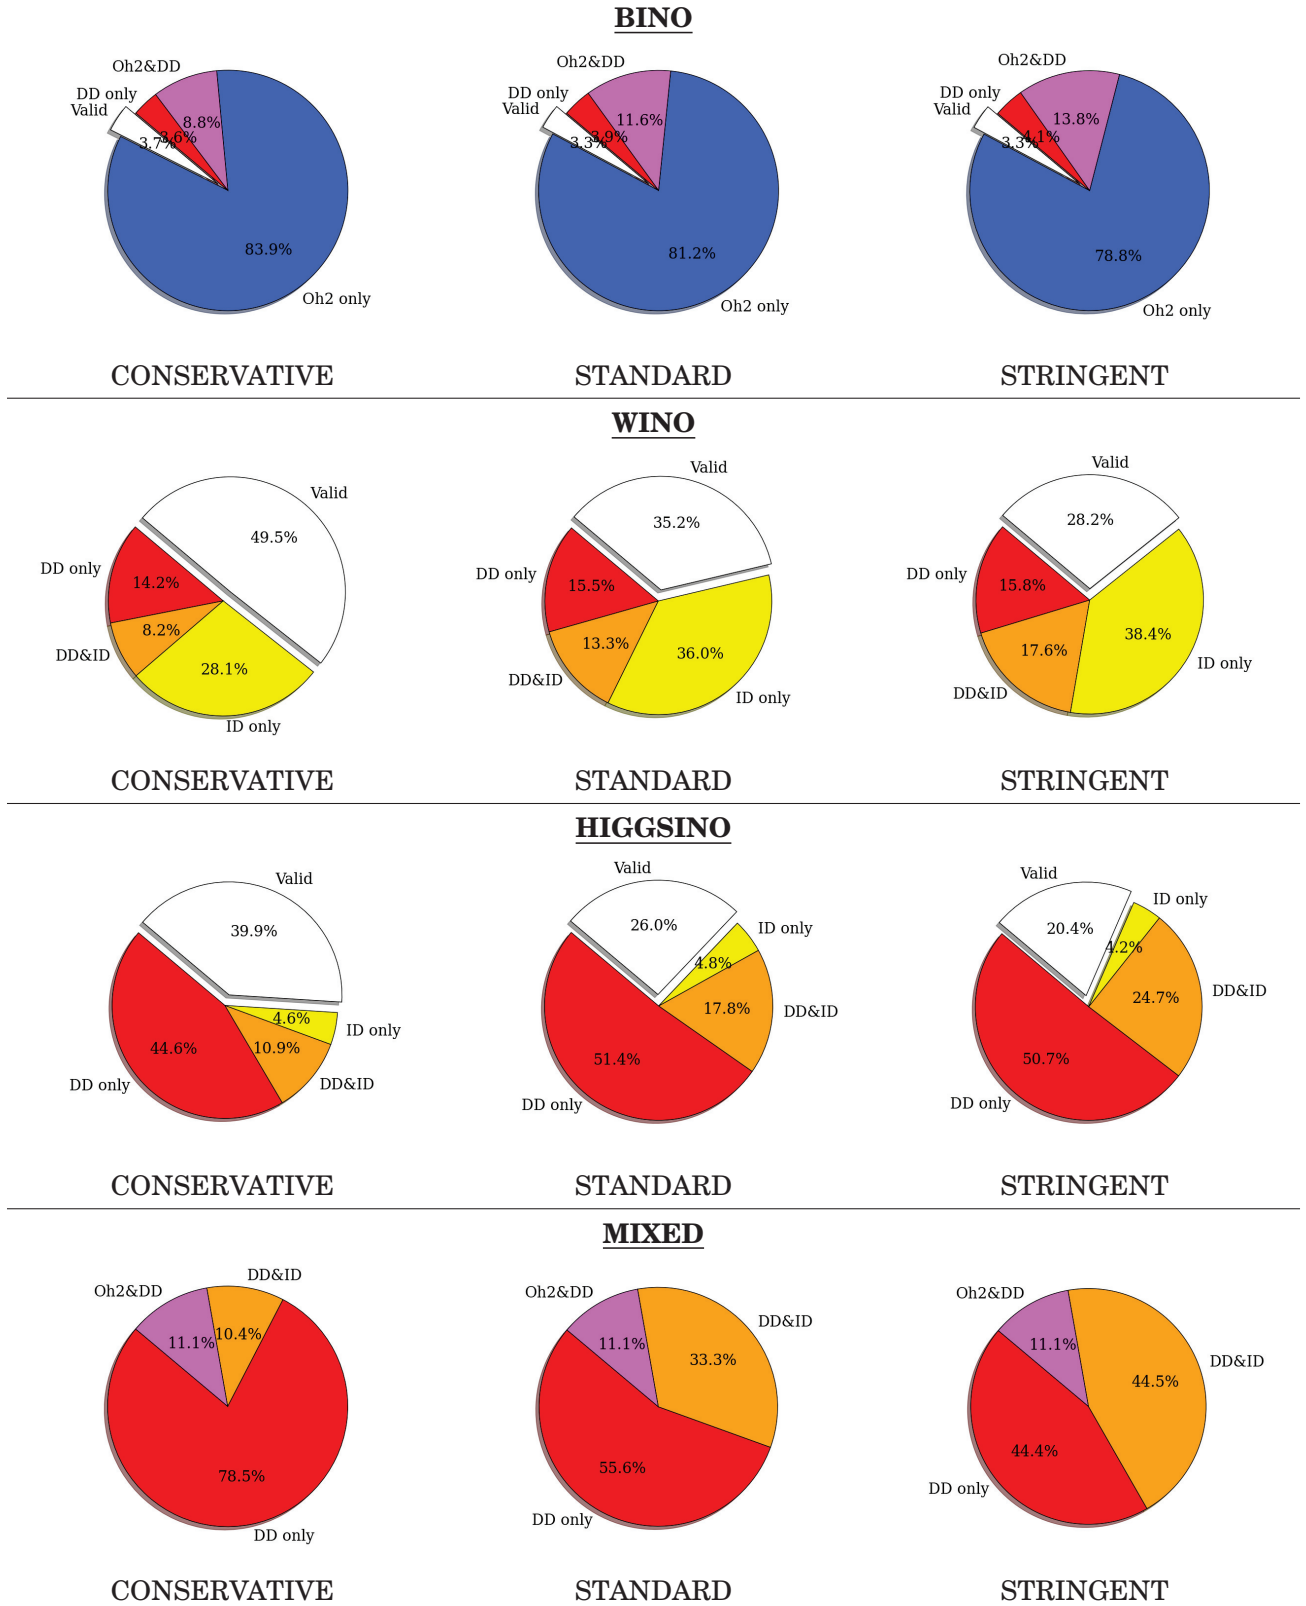 BINO
Oh2&DD
DD only
Valid
8.8%
3.6%
3.7%
83.9%
Oh2 only
Oh2&DD
DD only
Valid
11.6%
3.9%
3.3%
81.2%
Oh2 only
Oh2&DD
DD only
Valid
13.8%
4.1%
3.3%
78.8%
Oh2 only
CONSERVATIVE
STANDARD
STRINGENT
WINO
Valid
49.5%
DD only
14.2%
8.2%
DD&ID
28.1%
ID only
Valid
35.2%
DD only
15.5%
13.3%
36.0%
DD&ID
ID only
Valid
28.2%
DD only
15.8%
38.4%
17.6%
ID only
DD&ID
CONSERVATIVE
STANDARD
STRINGENT
HIGGSINO
Valid
39.9%
4.6%
ID only
44.6%
10.9%
DD only
DD&ID
Valid
26.0%
ID only
4.8%
17.8%
DD&ID
51.4%
DD only
Valid
ID only
20.4%
4.2%
24.7%
DD&ID
50.7%
DD only
CONSERVATIVE
STANDARD
STRINGENT
MIXED
DD&ID
Oh2&DD
10.4%
11.1%
78.5%
DD only
Oh2&DD
DD&ID
11.1%
33.3%
55.6%
DD only
Oh2&DD
11.1%
DD&ID
44.5%
44.4%
DD only
CONSERVATIVE
STANDARD
STRINGENT